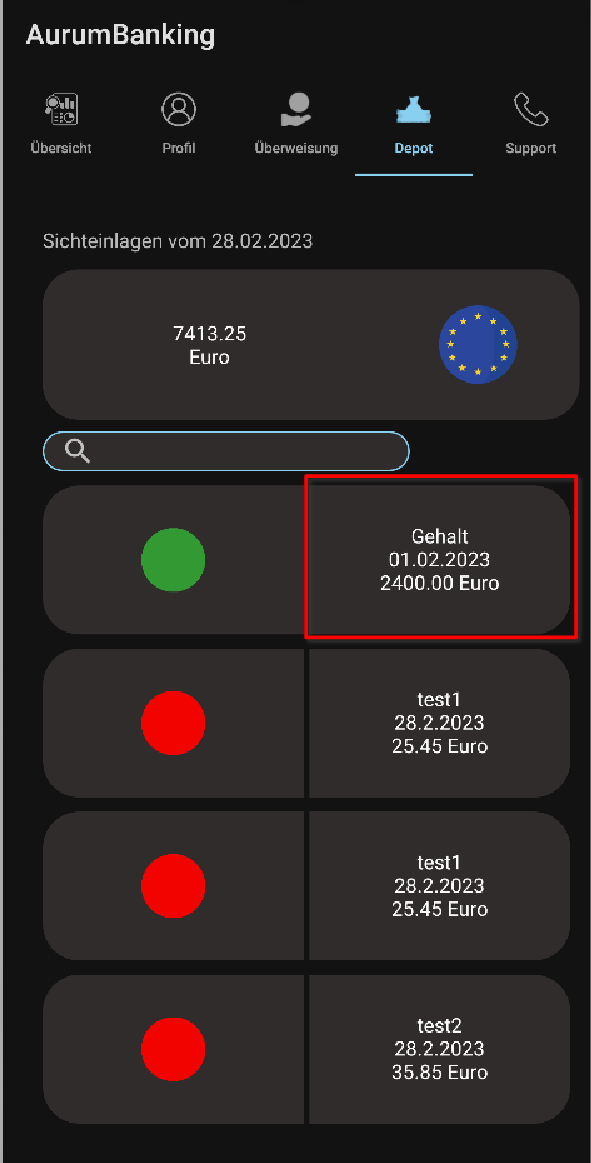 AurumBanking
Übersicht
Profil
Überweisung
Depot
Support
Sichteinlagen vom 28.02.2023
7413.25
Euro
Gehalt
01.02.2023
2400.00 Euro
test1
28.2.2023
25.45 Euro
test1
28.2.2023
25.45 Euro
test2
28.2.2023
35.85 Euro